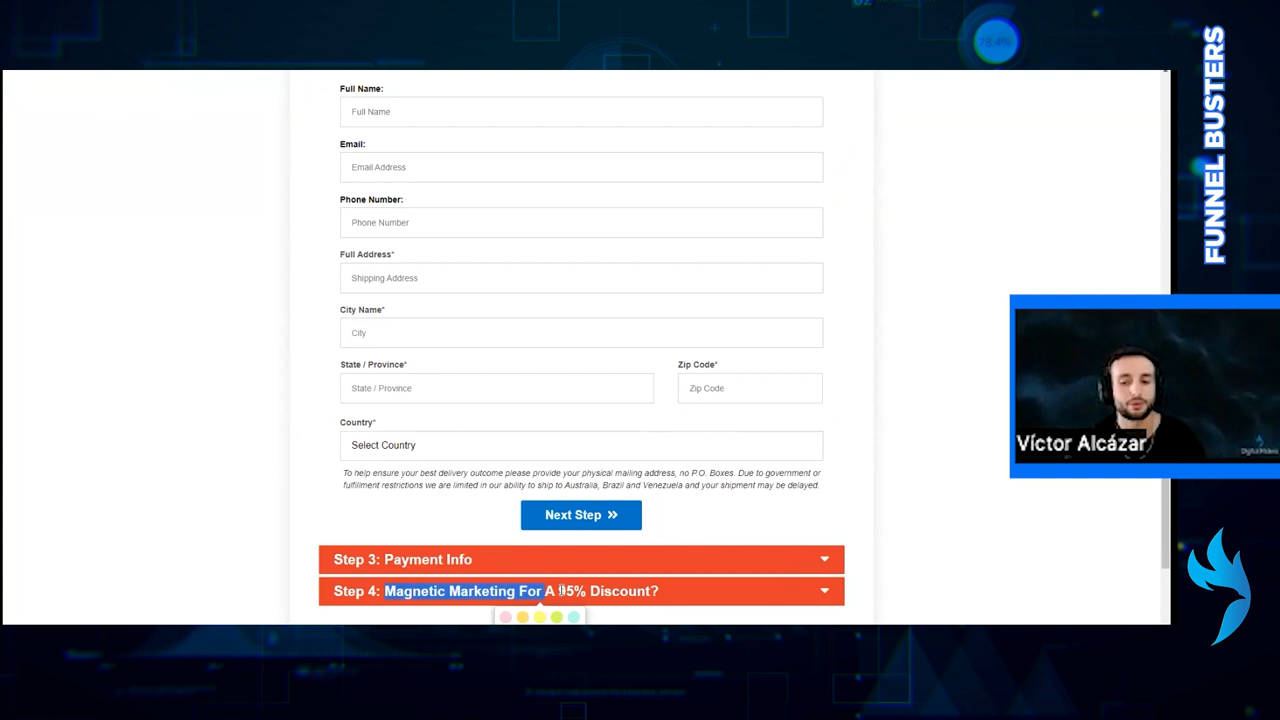 78.4%
FUNNEL BUSTERS
Full Name:
Full Name
Email:
Email Address
Phone Number:
Phone Number
Full Address*
Shipping Address
City Name*
City
State / Province*
Zip Code*
State / Province
Zip Code
Country*
Select Country
To help ensure your best delivery outcome please provide your physical mailing address, no P.O. Boxes. Due to government or
fulfillment restrictions we are limited in our ability to ship to Australia, Brazil and Venezuela and your shipment may be delayed.
Next Step »
Step 3: Payment Info
Step 4: Magnetic Marketing For A 95% Discount?
Víctor Alcázar